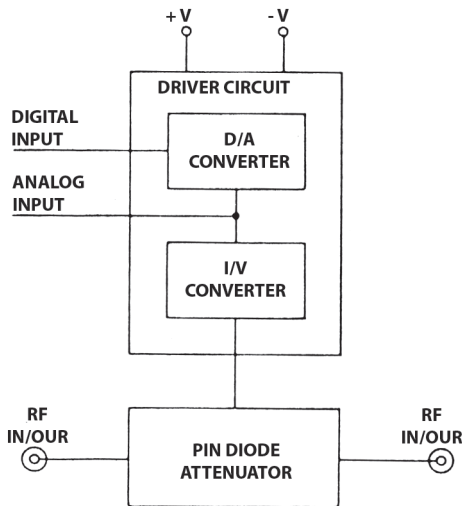 + V
- V
DRIVER CIRCUIT
DIGITAL
INPUT
D/A
CONVERTER
ANALOG
INPUT
I/V
CONVERTER
RF
IN/OUR
PIN DIODE
ATTENUATOR
RF
IN/OUR